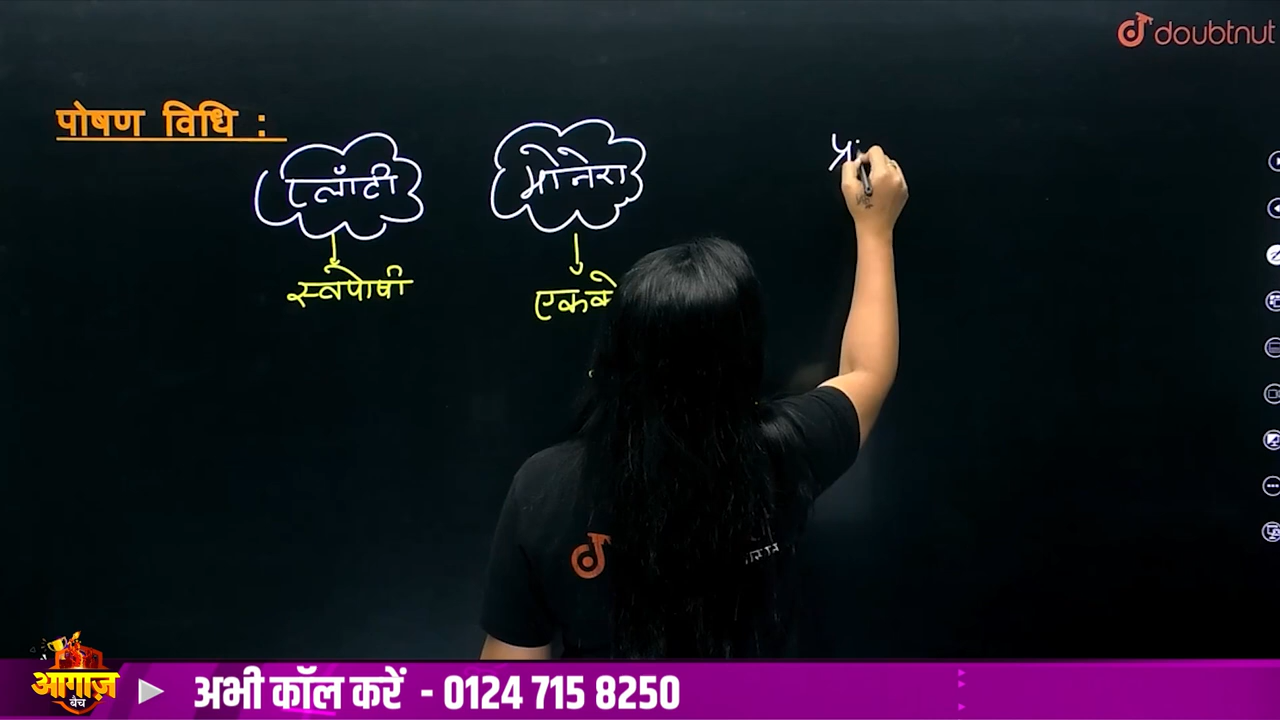 doubtnut
पोषण विधि :
प्लांटी मोनेरा
स्वपोषी
आगाज़
बैच
अभी कॉल करें - 0124 715 8250